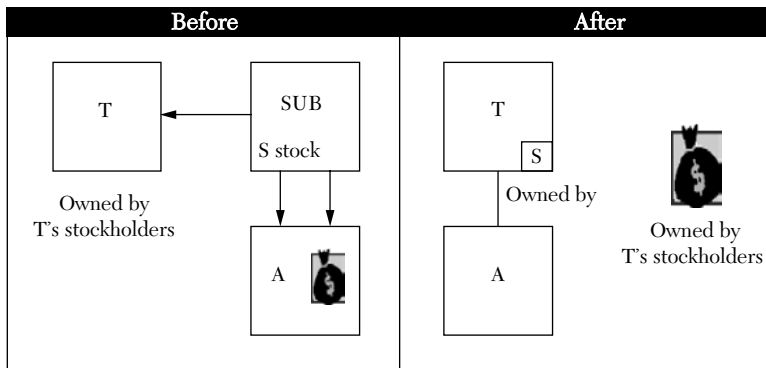 Before
After
T
SUB
S stock
Owned by
T's stockholders
A
$
T
S
Owned by
A
$
Owned by
T's stockholders